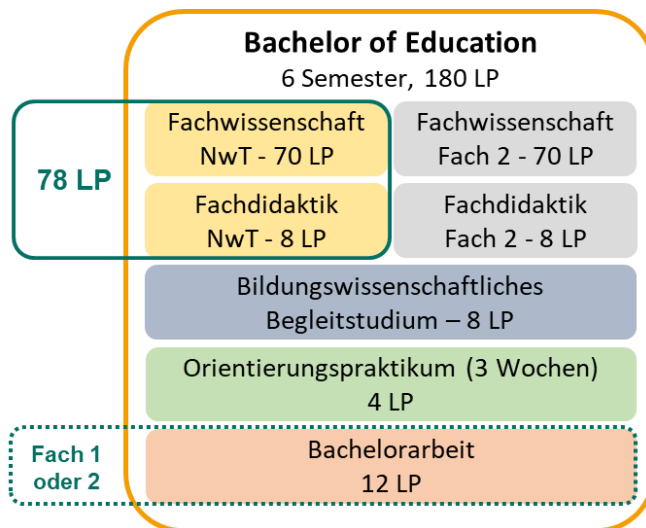 Bachelor of Education
6 Semester, 180 LP
78 LP
Fachwissenschaft
NwT - 70 LP
Fachwissenschaft
Fach 2 - 70 LP
Fachdidaktik
NwT - 8 LP
Fachdidaktik
Fach 2 - 8 LP
Bildungswissenschaftliches
Begleitstudium – 8 LP
Orientierungspraktikum (3 Wochen)
4 LP
Fach 1
oder 2
Bachelorarbeit
12 LP